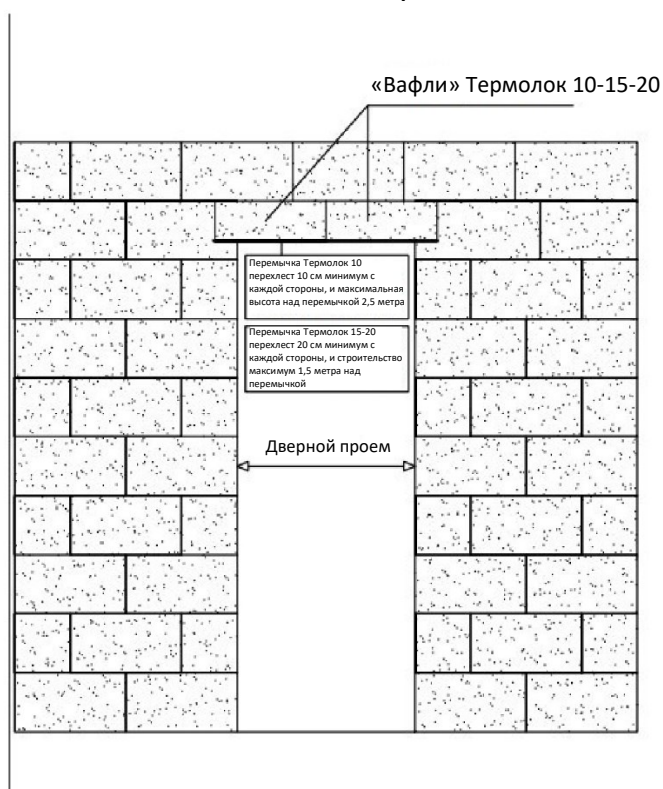 «Вафли» Термолок 10-15-20
Перемычка Термолок 10
перехлест 10 см минимум с
каждой стороны, и максимальная
высота над перемычкой 2,5 метра
Перемычка Термолок 15-20
перехлест 20 см минимум с
каждой стороны, и строительство
максимум 1,5 метра над
перемычкой
Дверной проем